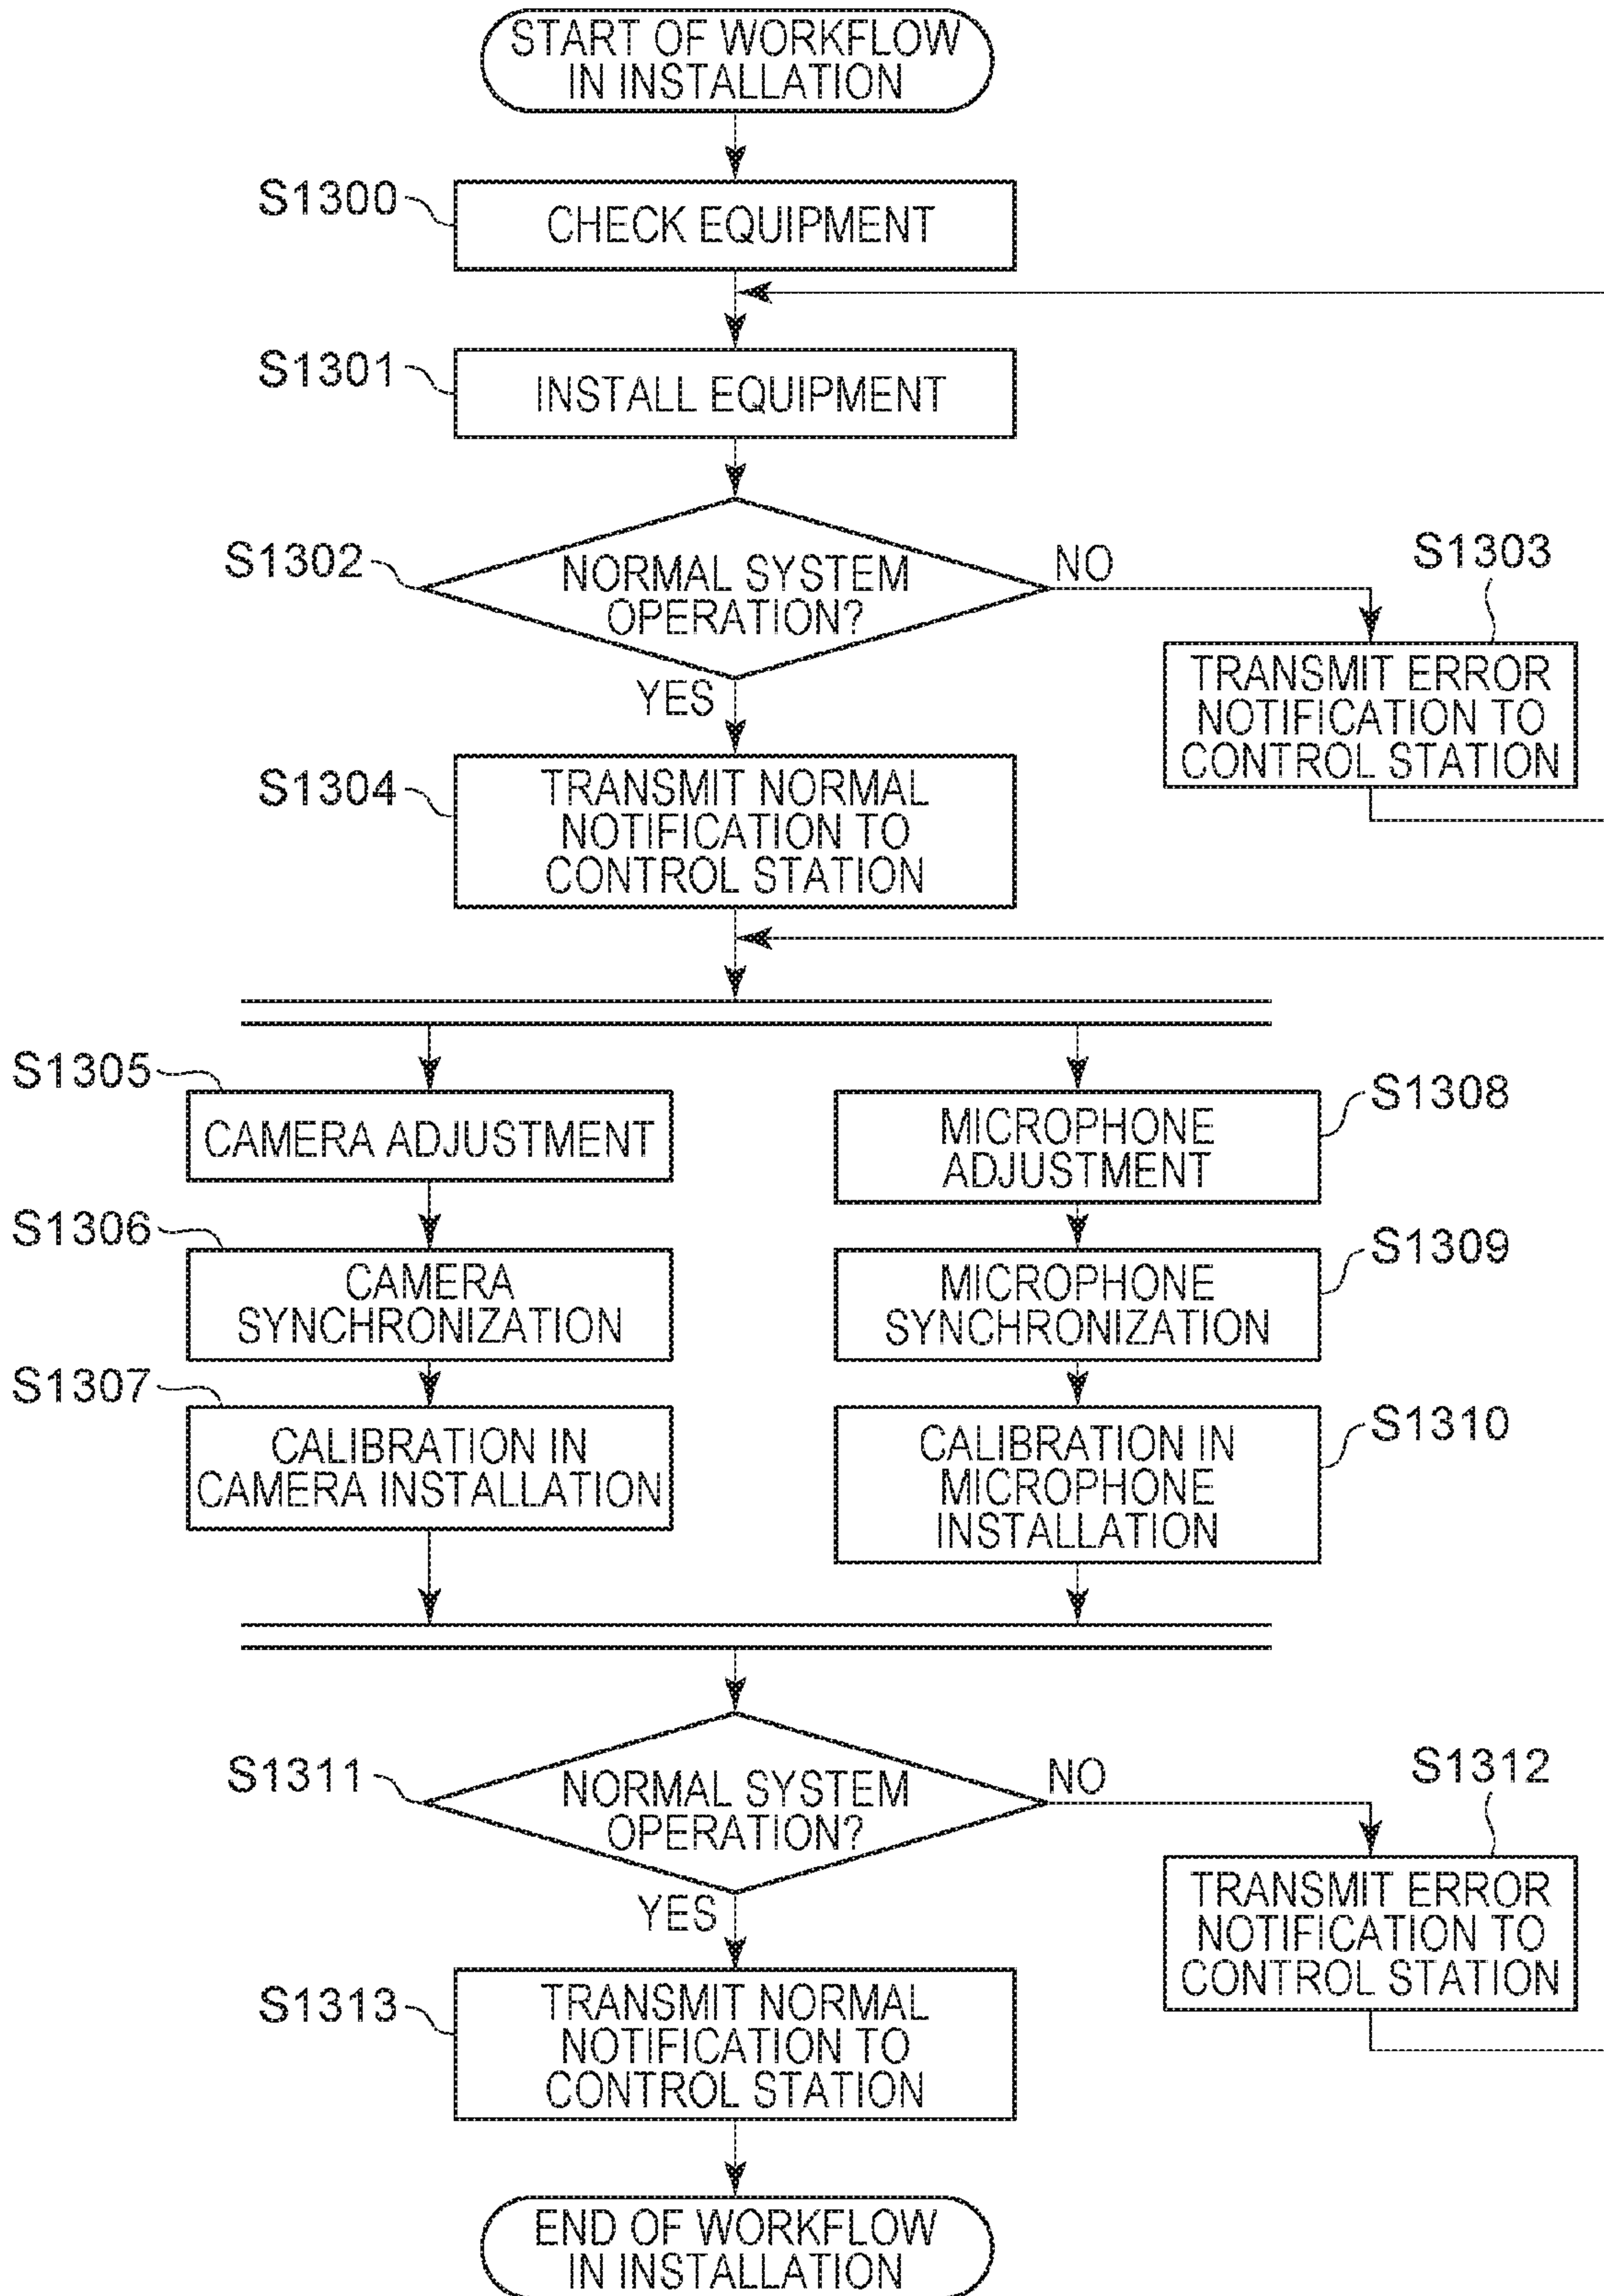 START OF WORKFLOW
IN INSTALLATION
S1300
CHECK EQUIPMENT
S1301
INSTALL EQUIPMENT
S1302
NORMAL SYSTEM
OPERATION?
NO
S1303
TRANSMIT ERROR
NOTIFICATION TO
CONTROL STATION
YES
S1304
TRANSMIT NORMAL
NOTIFICATION TO
CONTROL STATION
S1305
CAMERA ADJUSTMENT
S1306
CAMERA
SYNCHRONIZATION
S1307
CALIBRATION IN
CAMERA INSTALLATION
S1308
MICROPHONE
ADJUSTMENT
S1309
MICROPHONE
SYNCHRONIZATION
S1310
CALIBRATION IN
MICROPHONE
INSTALLATION
S1311
NORMAL SYSTEM
OPERATION?
NO
S1312
TRANSMIT ERROR
NOTIFICATION TO
CONTROL STATION
YES
S1313
TRANSMIT NORMAL
NOTIFICATION TO
CONTROL STATION
END OF WORKFLOW
IN INSTALLATION